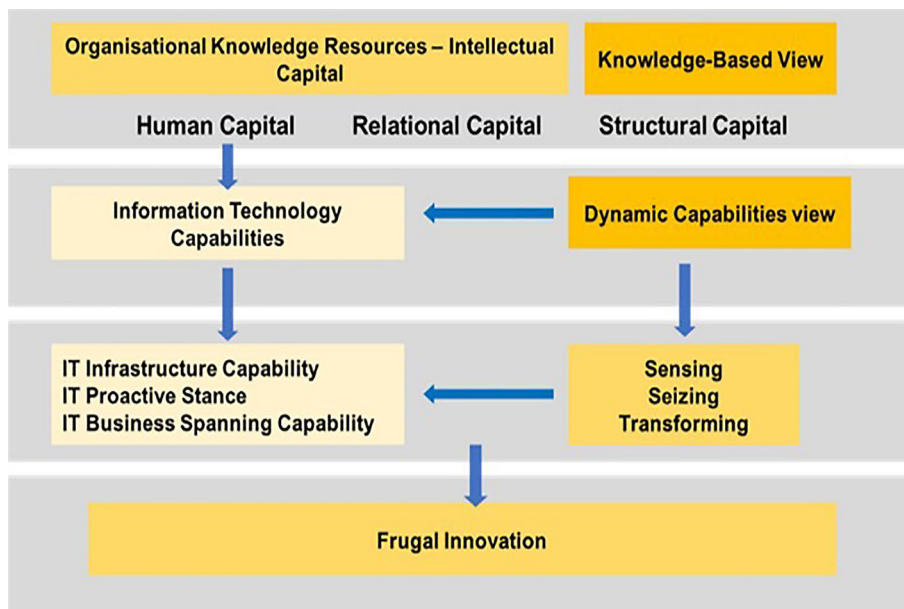 Organisational Knowledge Resources – Intellectual
Capital
Knowledge-Based View
Human Capital
Relational Capital
Structural Capital
Information Technology
Capabilities
Dynamic Capabilities view
IT Infrastructure Capability
IT Proactive Stance
IT Business Spanning Capability
Sensing
Seizing
Transforming
Frugal Innovation